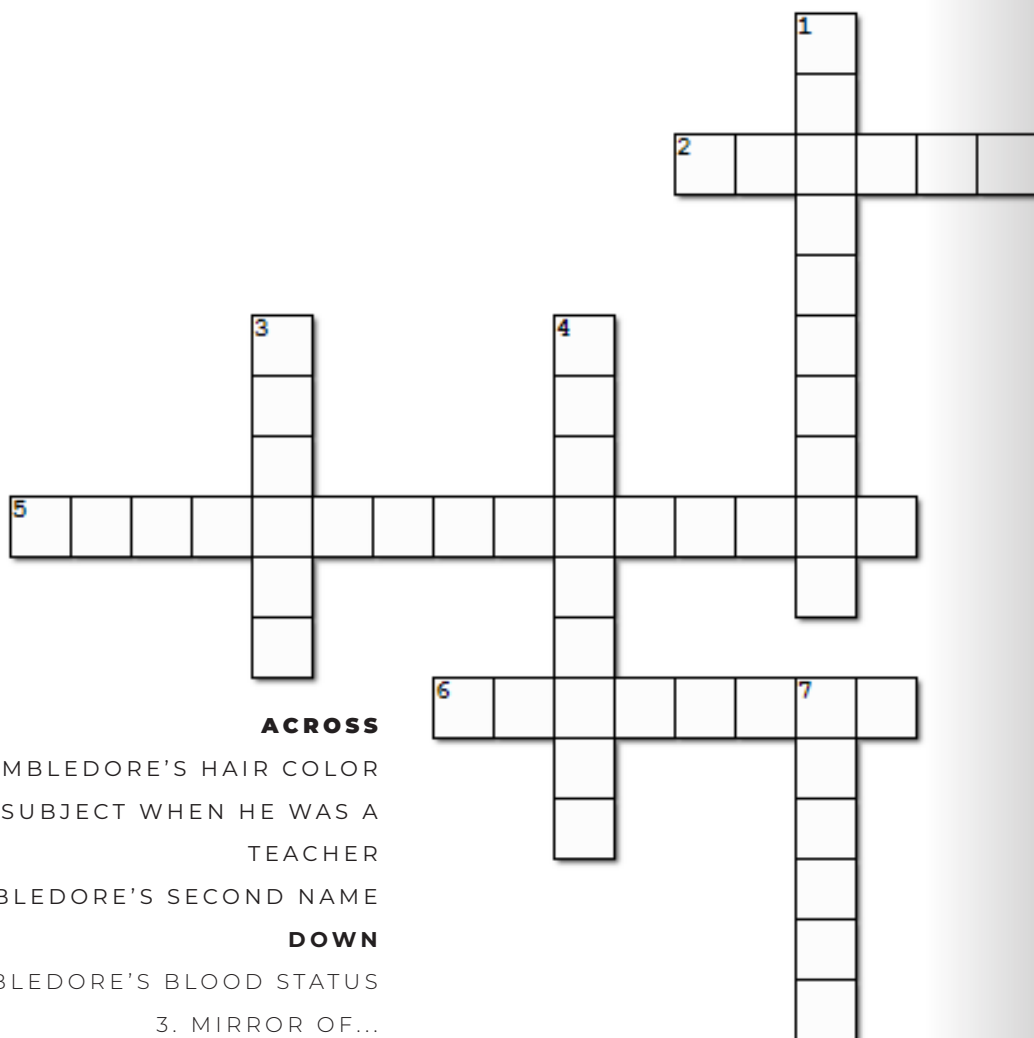 1
2
3 4
5
6 7
ACROSS
MBLEDORE'S HAIR COLOR
SUBJECT WHEN HE WAS A
TEACHER
BLEDORE'S SECOND NAME
DOWN
BLEDORE'S BLOOD STATUS
3. MIRROR OF...